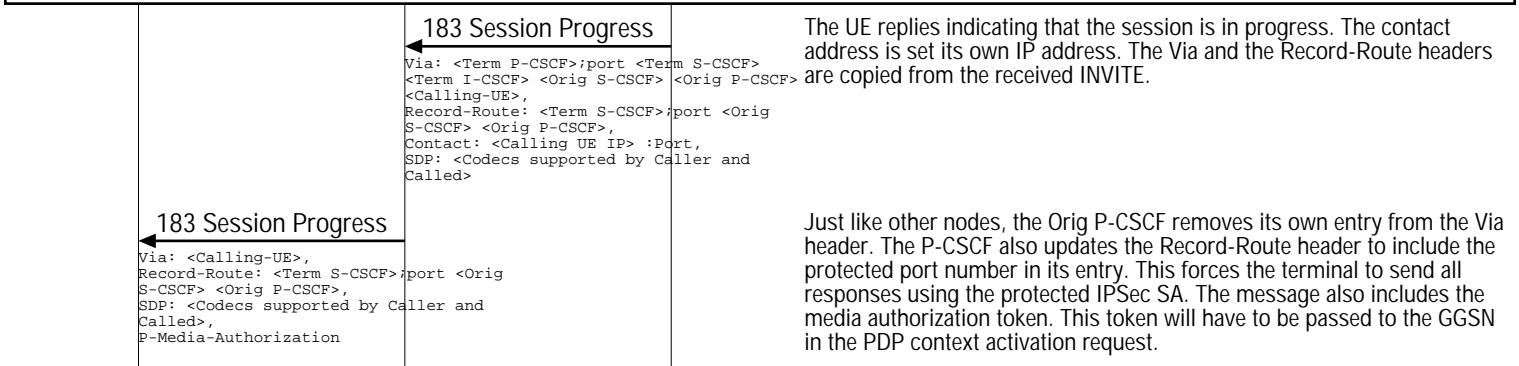 183 Session Progress
Via: <Term P-CSCF>;port <Term S-CSCF>
<Term I-CSCF> <Orig S-CSCF> <Orig P-CSCF>
<Calling-UE>,
Record-Route: <Term S-CSCF>;port <Orig
S-CSCF> <Orig P-CSCF>,
Contact: <Calling UE IP> :Port,
SDP: <Codecs supported by Caller and
Called>
The UE replies indicating that the session is in progress. The contact
address is set its own IP address. The Via and the Record-Route headers
are copied from the received INVITE.
183 Session Progress
Via: <Calling-UE>,
Record-Route: <Term S-CSCF>;port <Orig
S-CSCF> <Orig P-CSCF>,
SDP: <Codecs supported by Caller and
Called>,
P-Media-Authorization
Just like other nodes, the Orig P-CSCF removes its own entry from the Via
header. The P-CSCF also updates the Record-Route header to include the
protected port number in its entry. This forces the terminal to send all
responses using the protected IPSec SA. The message also includes the
media authorization token. This token will have to be passed to the GGSN
in the PDP context activation request.